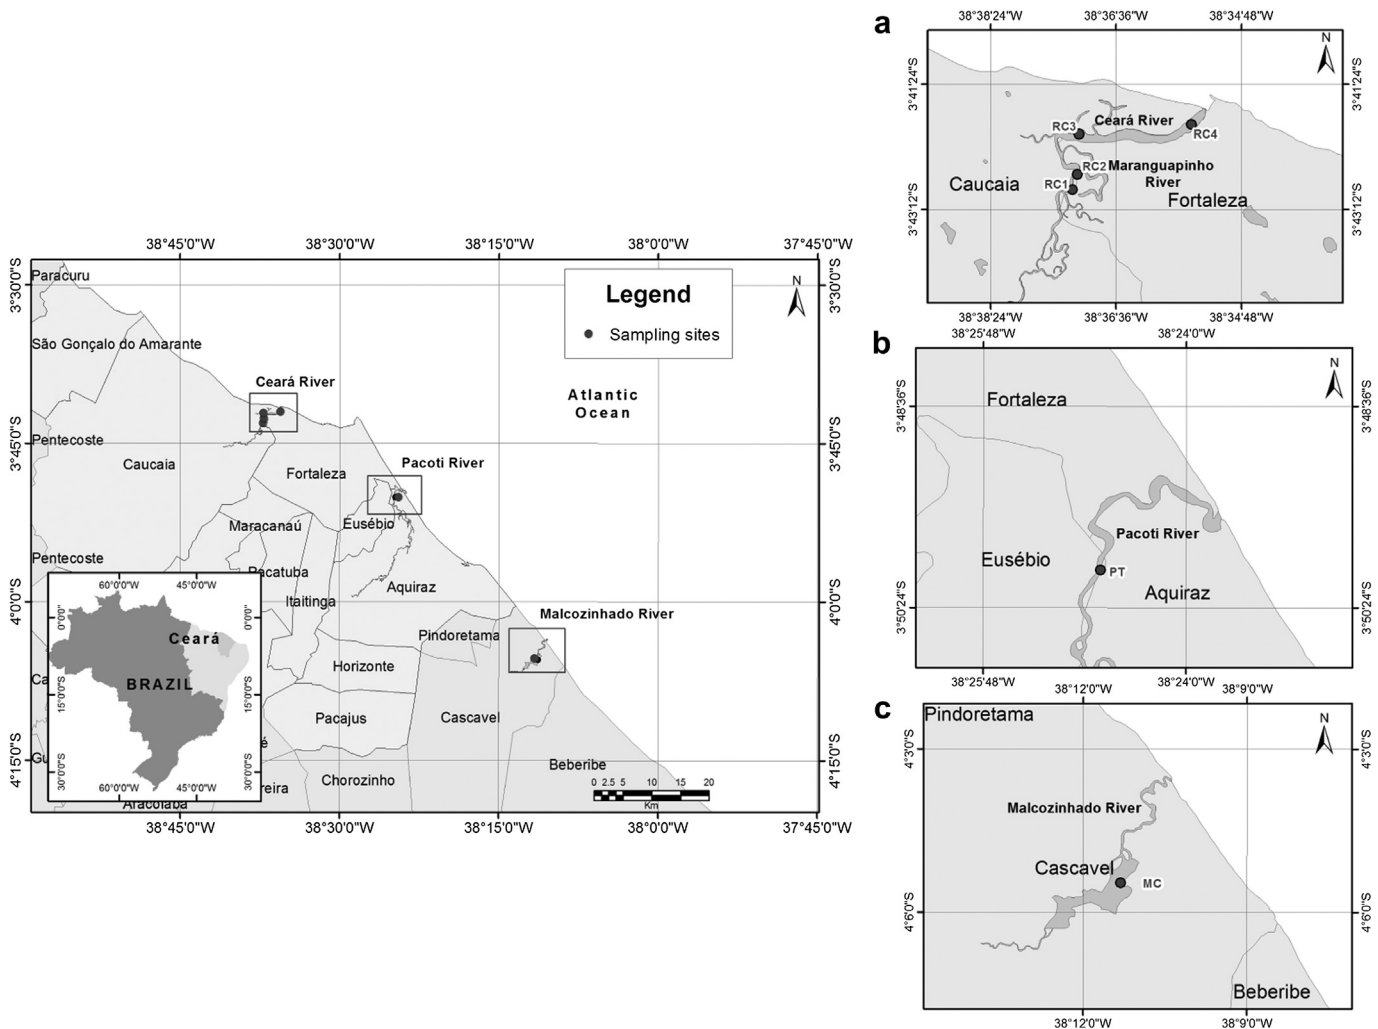 38°45'0"W 38°30'0"W 38°15'0"W 38°0'0"W 37°45'0"W
3°30'0"S
3°30'0"S
Paracuru
N
Legend
Sampling sites
São Gonçalo do Amarante
Ceará River
Atlantic
Ocean
3°45'0"S
3°45'0"S
Pentecoste
Caucaia
Fortaleza
Pacoti River
Maracanaú
Eusébio
Pentecoste
Pacatuba
Aquiraz
Itaitinga
4°0'0"S
4°0'0"S
Malcozinhado River
Pindoretama
Horizonte
Pacajus
Cascavel
4°15'0"S
4°15'0"S
Chorozinho
Beberibe
0 2.5 5 10 15 20
Km
60°0'0"W 45°0'0"W
0°0'0"
0°0'0"
Ceará
BRAZIL
15°0'0"S
15°0'0"S
30°0'0"S
30°0'0"S
60°0'0"W 45°0'0"W
Ca
Gu
é
reira
Aracoiaba
38°45'0"W 38°30'0"W 38°15'0"W 38°0'0"W 37°45'0"W
a
38°38'24"W 38°36'36"W 38°34'48"W
N
3°41'24"S
3°41'24"S
RC3
Ceará River
RC4
RC2
Maranguapinho
River
RC1
Caucaia
Fortaleza
3°43'12"S
3°43'12"S
38°38'24"W 38°36'36"W 38°34'48"W
b
38°25'48"W 38°24'0"W
N
Fortaleza
3°48'36"S
3°48'36"S
Pacoti River
Eusébio
PT
Aquiraz
3°50'24"S
3°50'24"S
38°25'48"W 38°24'0"W
c
38°12'0"W 38°9'0"W
Pindoretama
N
4°3'0"S
4°3'0"S
Malcozinhado River
Cascavel
MC
4°6'0"S
4°6'0"S
Beberibe
38°12'0"W 38°9'0"W